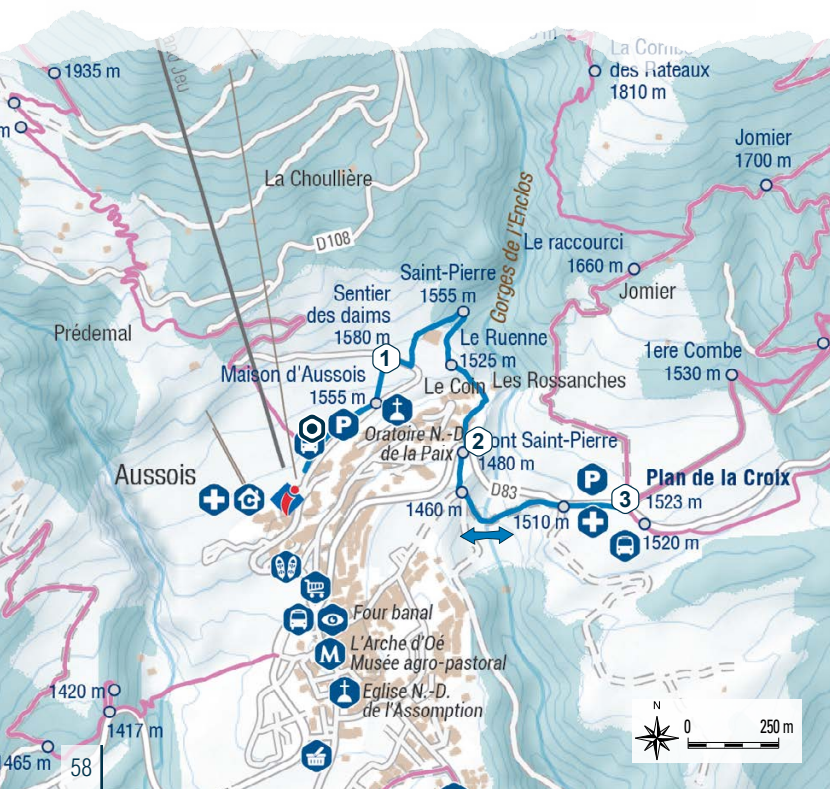 1935 m
des Rateaux
1810 m
Jomier
1700 m
La Choullière
D108
Gorges de l'Enclos
Le raccourci
1660 m
Jomier
Saint-Pierre
1555 m
Sentier
des daims
1580 m
1
Prédemal
Le Ruenne
1525 m
1ere Combe
1530 m
Maison d'Aussois
1555 m
Le Coin
Les Rossanches
P
Oratoire N.-D.
de la Paix
2
Pont Saint-Pierre
1480 m
Aussois
i
P
D83
3
Plan de la Croix
1523 m
1460 m
1510 m
1520 m
Four banal
M
L'Arche d'Oé
Musée agro-pastoral
Eglise N.-D.
de l'Assomption
1420 m
1417 m
1465 m
58
N
0
250 m